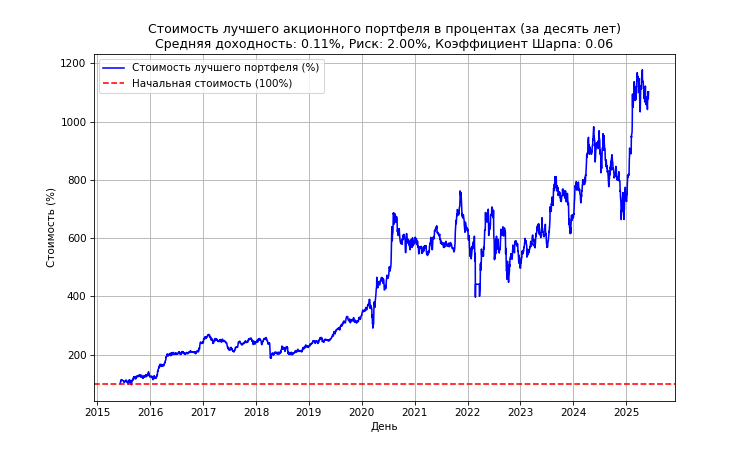 Стоимость лучшего акционного портфеля в процентах (за десять лет)
Средняя доходность: 0.11%, Риск: 2.00%, Коэффициент Шарпа: 0.06
Стоимость лучшего портфеля (%)
Начальная стоимость (100%)
Стоимость (%)
1200
1000
800
600
400
200
2015 2016 2017 2018 2019 2020 2021 2022 2023 2024 2025
День